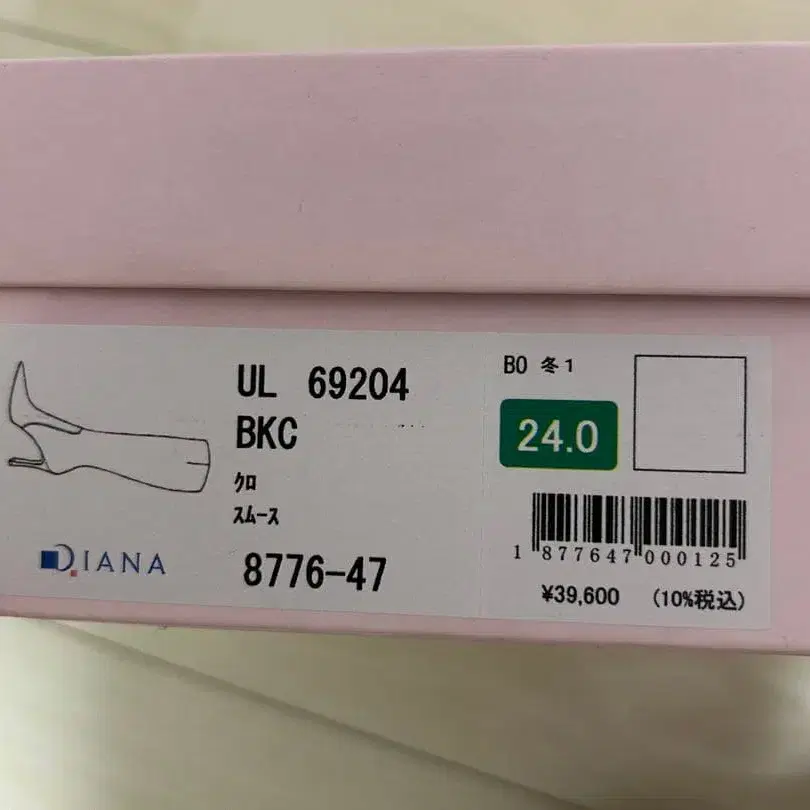 UL 69204
BKC
クロ
スムース
8776-47
DIANA
BO 冬1
24.0
1 877647 000125
¥39,600 (10%税込)